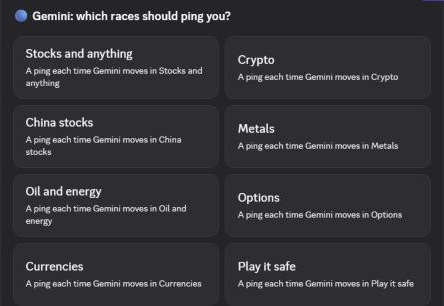 Gemini: which races should ping you?
Stocks and anything
A ping each time Gemini moves in Stocks and
anything
Crypto
A ping each time Gemini moves in Crypto
China stocks
A ping each time Gemini moves in China
stocks
Metals
A ping each time Gemini moves in Metals
Oil and energy
A ping each time Gemini moves in Oil and
energy
Options
A ping each time Gemini moves in Options
Currencies
A ping each time Gemini moves in Currencies
Play it safe
A ping each time Gemini moves in Play it safe